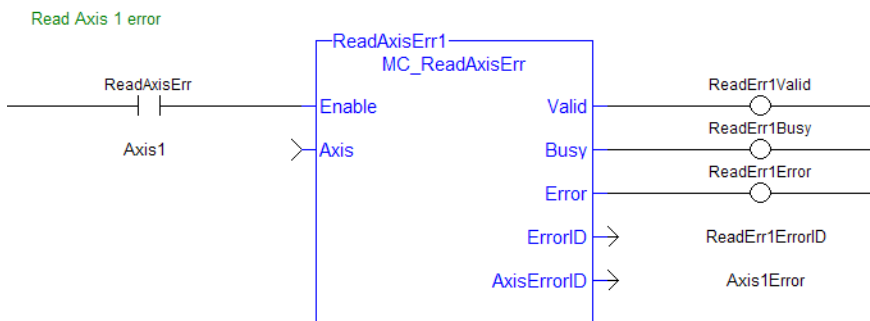 Read Axis 1 error
ReadAxisErr1
MC_ReadAxisErr
ReadAxisErr Enable Valid ReadErr1Valid
Axis1 Axis Busy ReadErr1Busy
Error ReadErr1Error
ErrorID ReadErr1ErrorID
AxisErrorID Axis1Error